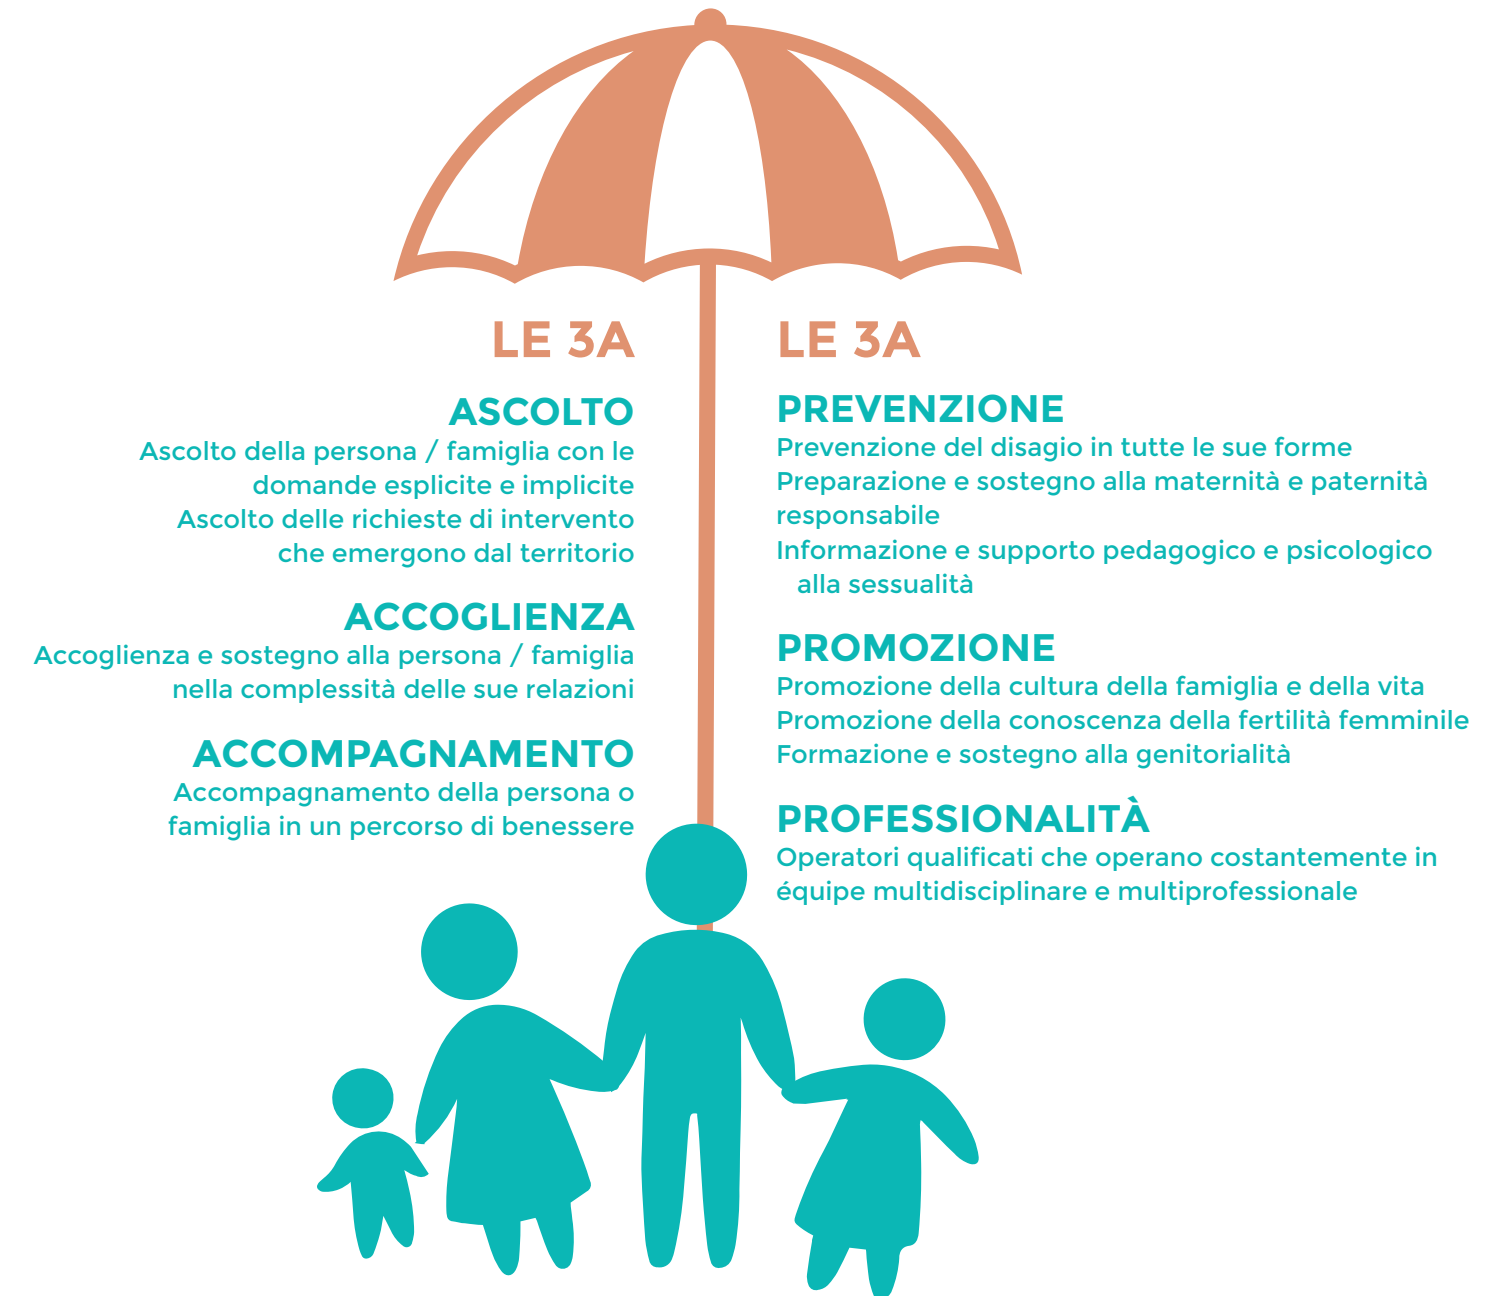 LE 3A
ASCOLTO
Ascolto della persona / famiglia con le
domande esplicite e implicite
Ascolto delle richieste di intervento
che emergono dal territorio
ACCOGLIENZA
Accoglienza e sostegno alla persona / famiglia
nella complessità delle sue relazioni
ACCOMPAGNAMENTO
Accompagnamento della persona o
famiglia in un percorso di benessere
LE 3A
PREVENZIONE
Prevenzione del disagio in tutte le sue forme
Preparazione e sostegno alla maternità e paternità
responsabile
Informazione e supporto pedagogico e psicologico
alla sessualità
PROMOZIONE
Promozione della cultura della famiglia e della vita
Promozione della conoscenza della fertilità femminile
Formazione e sostegno alla genitorialità
PROFESSIONALITÀ
Operatori qualificati che operano costantemente in
équipe multidisciplinare e multiprofessionale